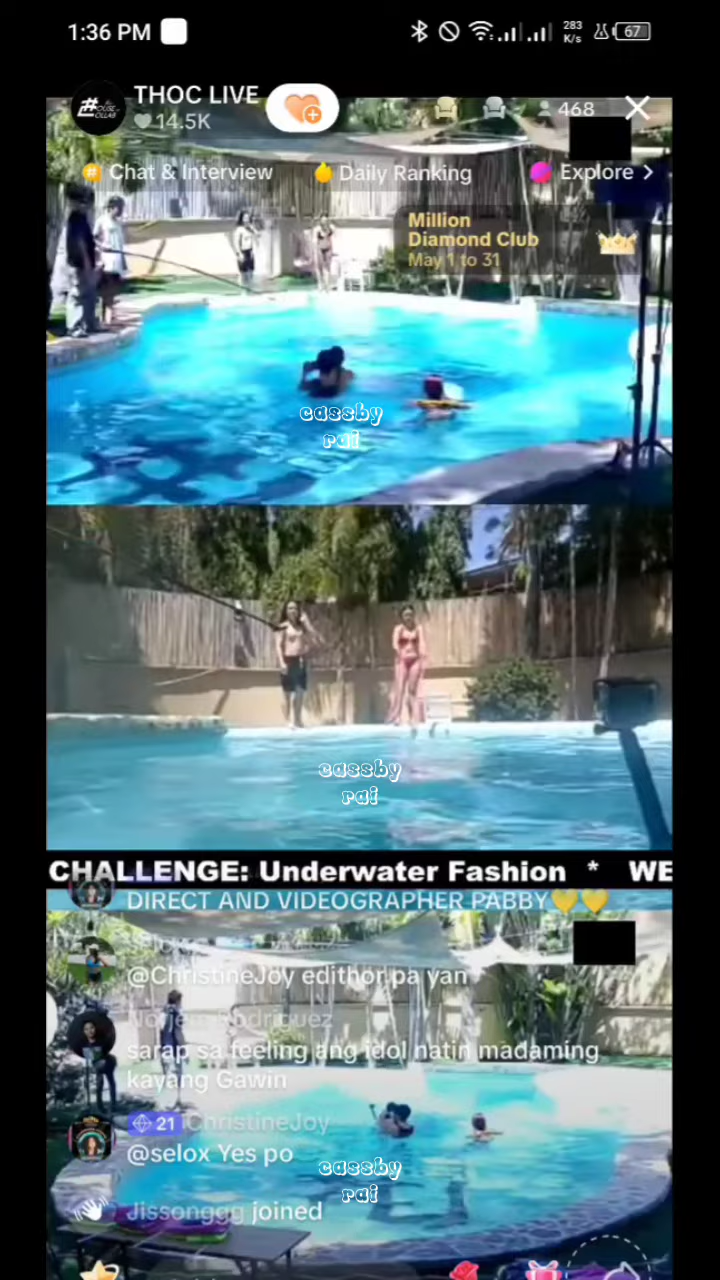 1:36 PM
283
K/s
67
#
THOC LIVE
14.5K
468
Chat & Interview
Daily Ranking
Explore
Million
Diamond Club
May 1 to 31
cassby
rai
cassby
rai
CHALLENGE: Underwater Fashion * WE
DIRECT AND VIDEOGRAPHER PABBY💛💛
@ChristineJoy edithor pa yan
Rodriguez
sarap sa feeling ang idol natin madaming
kayang Gawin
21 ChristineJoy
@selox Yes po
cassby
rai
Jissonggg joined